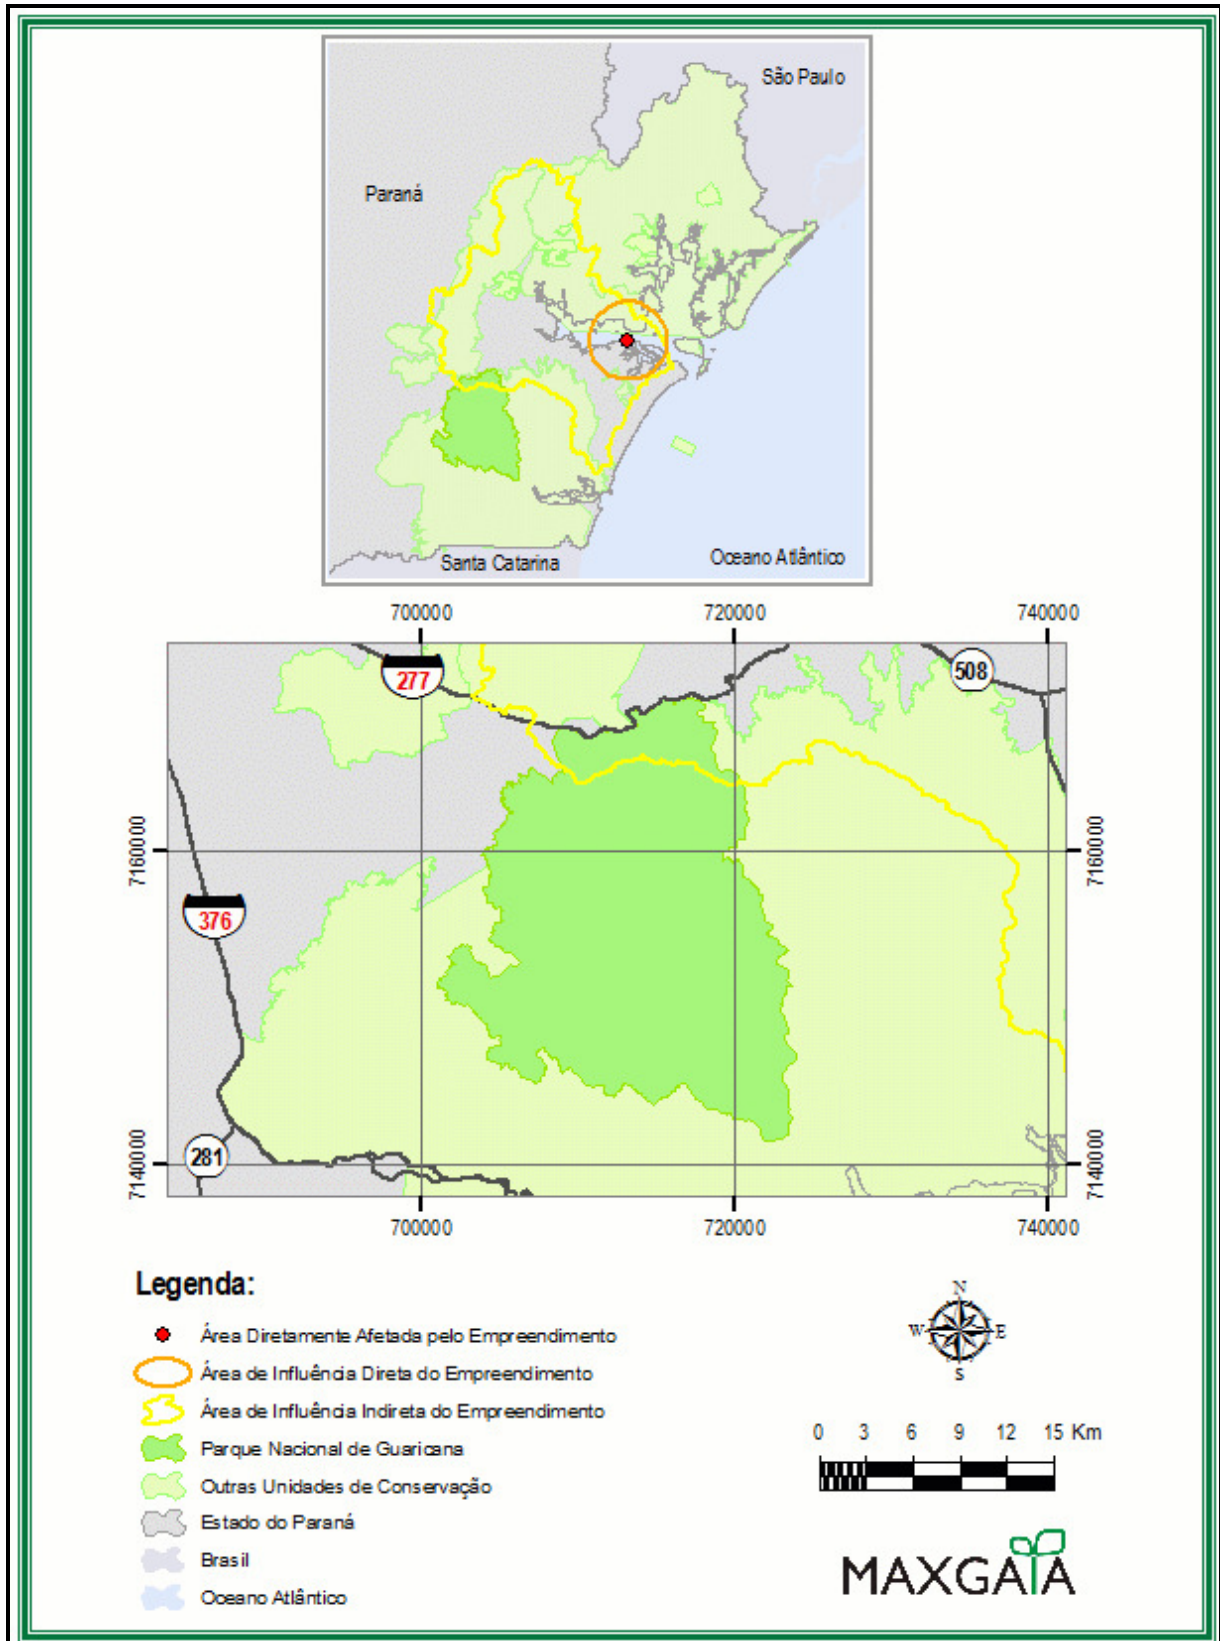 São Paulo
Paraná
Santa Catarina
Oceano Atlântico
700000 720000 740000
277
508
7160000 7160000
376
7140000 7140000
281
700000 720000 740000
Legenda:
Área Diretamente Afetada pelo Empreendimento
Área de Influência Direta do Empreendimento
Área de Influência Indireta do Empreendimento
Parque Nacional de Guaricana
Outras Unidades de Conservação
Estado do Paraná
Brasil
Oceano Atlântico
N
W E
S
0 3 6 9 12 15 Km
MAXGAIA